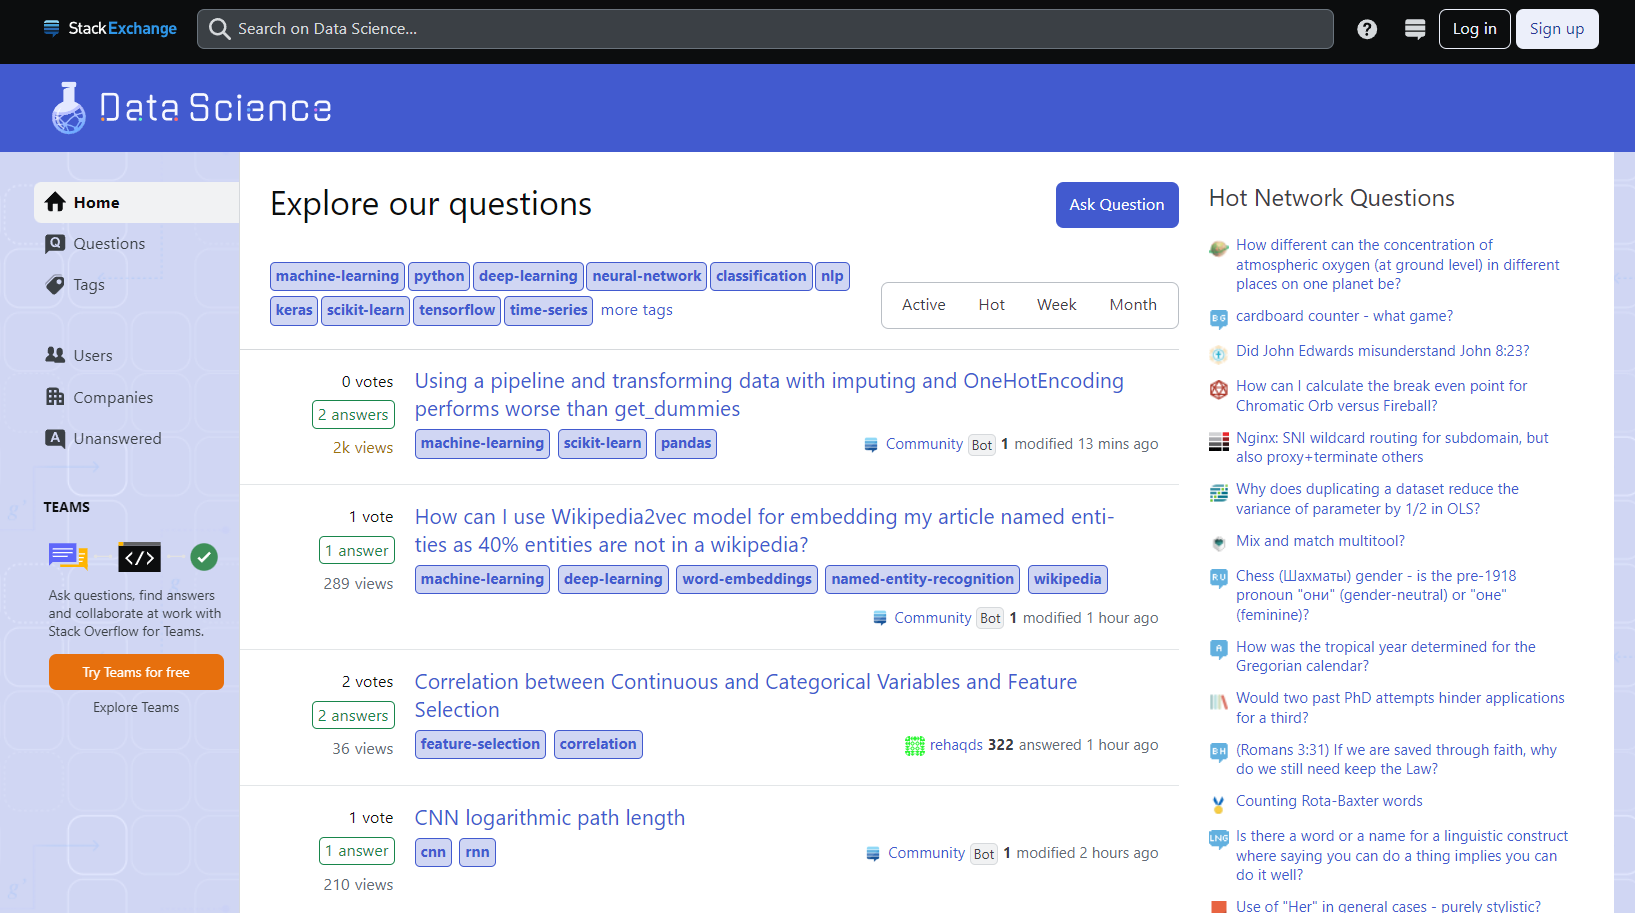 StackExchange
Search on Data Science...
Log in
Sign up
Data Science
Home
Questions
Tags
Users
Companies
Unanswered
TEAMS
Ask questions, find answers
and collaborate at work with
Stack Overflow for Teams.
Try Teams for free
Explore Teams
Explore our questions
Ask Question
machine-learning python deep-learning neural-network classification nlp
keras scikit-learn tensorflow time-series more tags
Active Hot Week Month
0 votes
2 answers
2k views
Using a pipeline and transforming data with imputing and OneHotEncoding
performs worse than get_dummies
machine-learning scikit-learn pandas
Community Bot 1 modified 13 mins ago
1 vote
1 answer
289 views
How can I use Wikipedia2vec model for embedding my article named enti-
ties as 40% entities are not in a wikipedia?
machine-learning deep-learning word-embeddings named-entity-recognition wikipedia
Community Bot 1 modified 1 hour ago
2 votes
2 answers
36 views
Correlation between Continuous and Categorical Variables and Feature
Selection
feature-selection correlation
rehaqds 322 answered 1 hour ago
1 vote
1 answer
210 views
CNN logarithmic path length
cnn rnn
Community Bot 1 modified 2 hours ago
Hot Network Questions
How different can the concentration of
atmospheric oxygen (at ground level) in different
places on one planet be?
BG
cardboard counter - what game?
Did John Edwards misunderstand John 8:23?
How can I calculate the break even point for
Chromatic Orb versus Fireball?
Nginx: SNI wildcard routing for subdomain, but
also proxy+terminate others
Why does duplicating a dataset reduce the
variance of parameter by 1/2 in OLS?
Mix and match multitool?
RU
Chess (Шахматы) gender - is the pre-1918
pronoun "они" (gender-neutral) or "оне"
(feminine)?
A
How was the tropical year determined for the
Gregorian calendar?
Would two past PhD attempts hinder applications
for a third?
BH
(Romans 3:31) If we are saved through faith, why
do we still need keep the Law?
Counting Rota-Baxter words
LNG
Is there a word or a name for a linguistic construct
where saying you can do a thing implies you can
do it well?
Use of "Her" in general cases - purely stylistic?